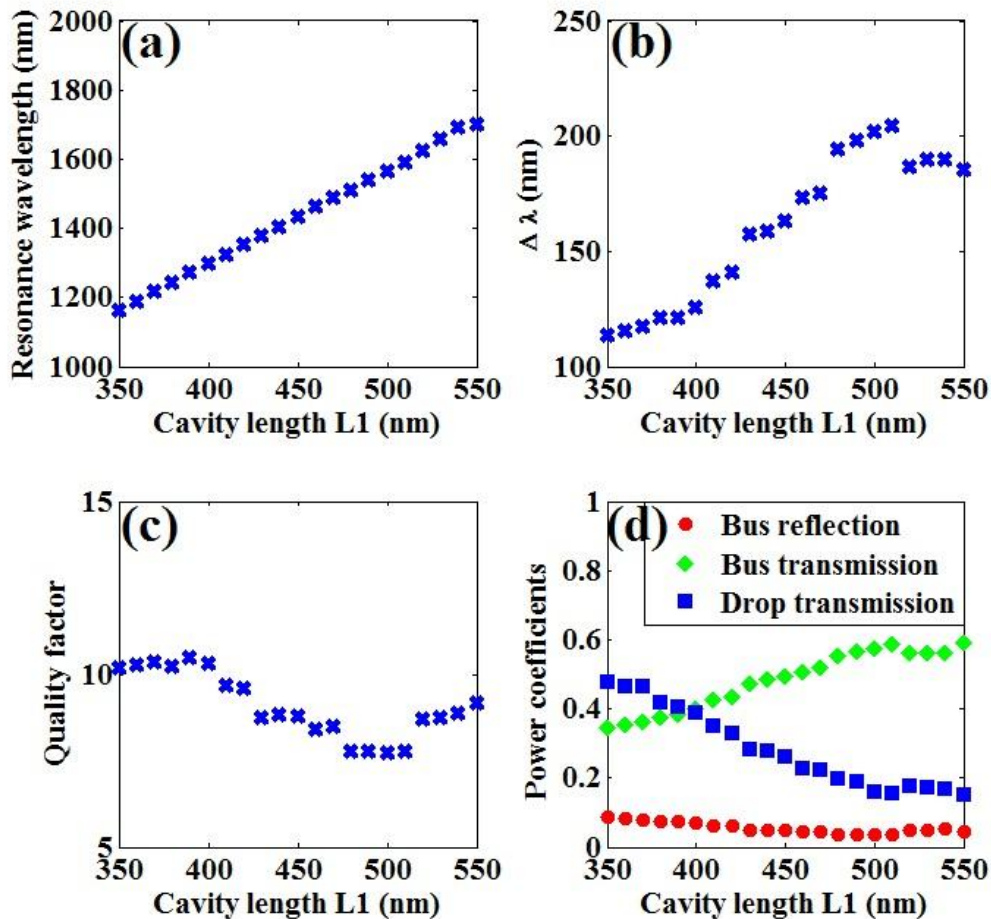 (a)
Resonance wavelength (nm)
2000
1800
1600
1400
1200
1000
350 400 450 500 550
Cavity length L1 (nm)
(b)
Δ λ (nm)
250
200
150
100
350 400 450 500 550
Cavity length L1 (nm)
(c)
Quality factor
15
10
5
350 400 450 500 550
Cavity length L1 (nm)
(d)
Power coefficients
1
0.8
0.6
0.4
0.2
0
Bus reflection
Bus transmission
Drop transmission
350 400 450 500 550
Cavity length L1 (nm)